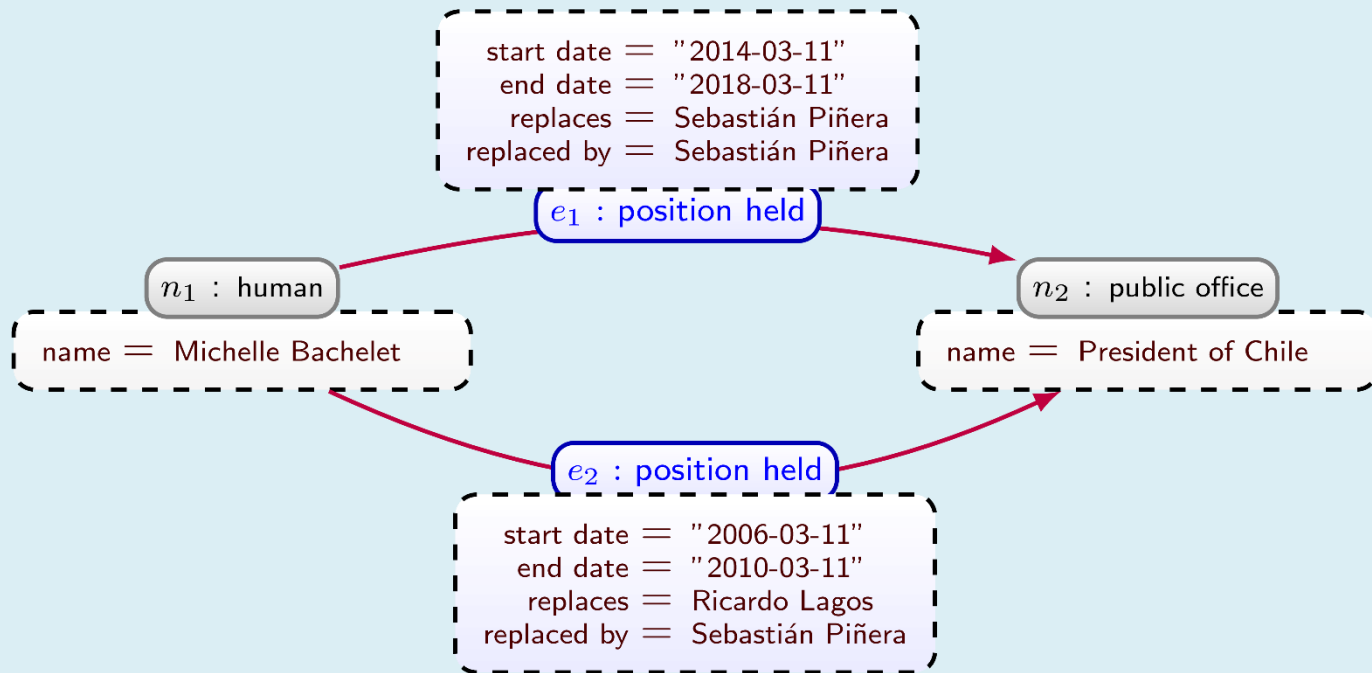 start date = "2014-03-11"
end date = "2018-03-11"
replaces = Sebastián Piñera
replaced by = Sebastián Piñera
e₁ : position held
n₁ : human
name = Michelle Bachelet
n₂ : public office
name = President of Chile
e₂ : position held
start date = "2006-03-11"
end date = "2010-03-11"
replaces = Ricardo Lagos
replaced by = Sebastián Piñera